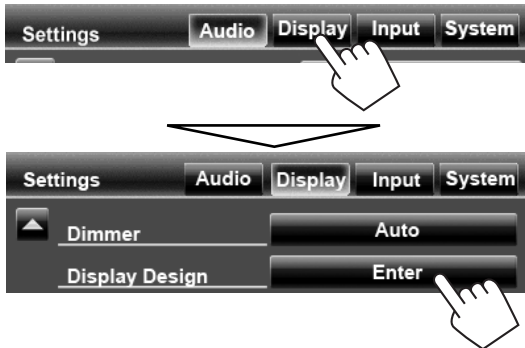 Settings Audio Display Input System
Settings Audio Display Input System
Dimmer Auto
Display Design Enter